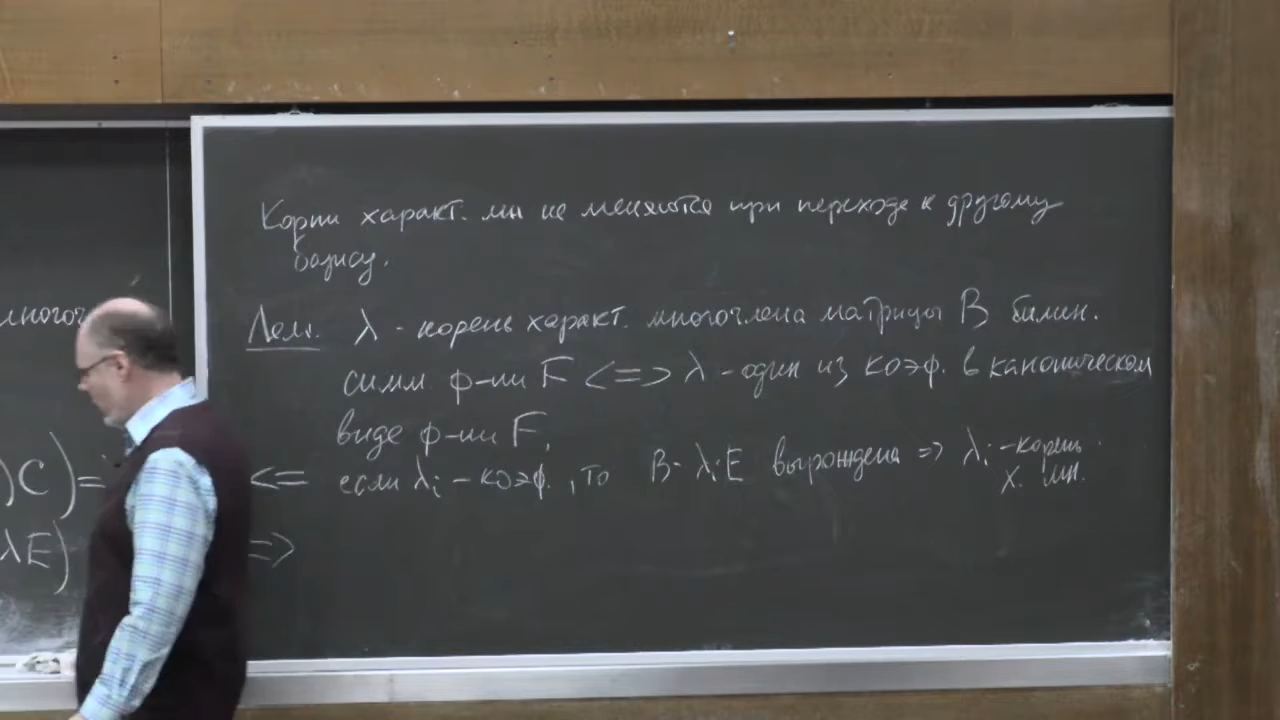 Корни характ. мн не меняются при переходе к другому
базису.
Лем. λ - корень характ. многочлена матрицы B билин.
симм ф-ии F <=> λ - один из коэф. в каноническом
виде ф-ии F,
<= если λi - коэф., то B - λiE вырождена => λi - корень
х. мн.
=>
многоч
)C)=
λE)